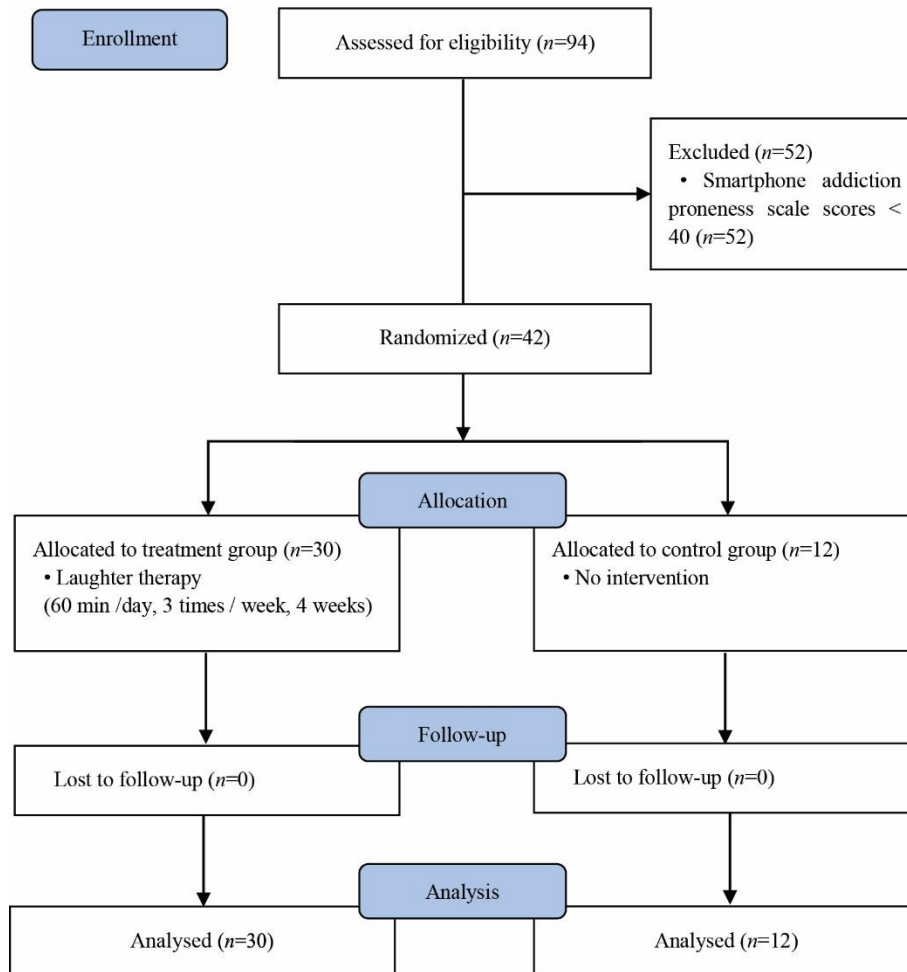 Enrollment
Assessed for eligibility (n=94)
Excluded (n=52)
• Smartphone addiction
proneness scale scores <
40 (n=52)
Randomized (n=42)
Allocation
Allocated to treatment group (n=30)
• Laughter therapy
(60 min /day, 3 times / week, 4 weeks)
Allocated to control group (n=12)
• No intervention
Follow-up
Lost to follow-up (n=0)
Lost to follow-up (n=0)
Analysis
Analysed (n=30)
Analysed (n=12)